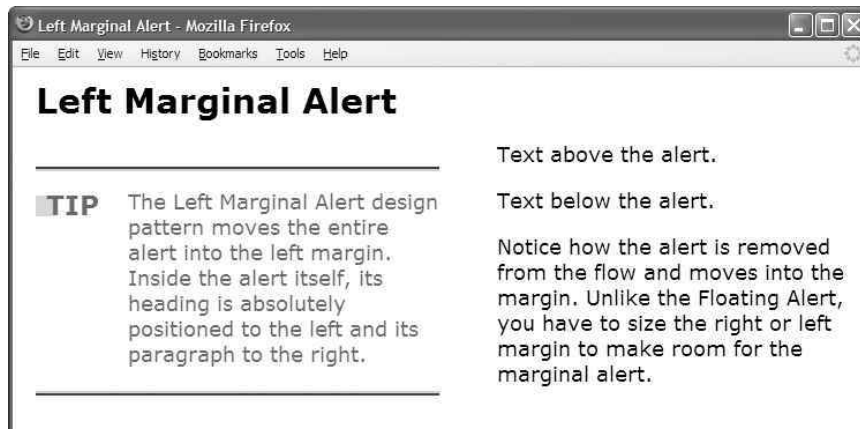 Left Marginal Alert - Mozilla Firefox
File Edit View History Bookmarks Tools Help
Left Marginal Alert
TIP
The Left Marginal Alert design
pattern moves the entire
alert into the left margin.
Inside the alert itself, its
heading is absolutely
positioned to the left and its
paragraph to the right.
Text above the alert.
Text below the alert.
Notice how the alert is removed
from the flow and moves into the
margin. Unlike the Floating Alert,
you have to size the right or left
margin to make room for the
marginal alert.